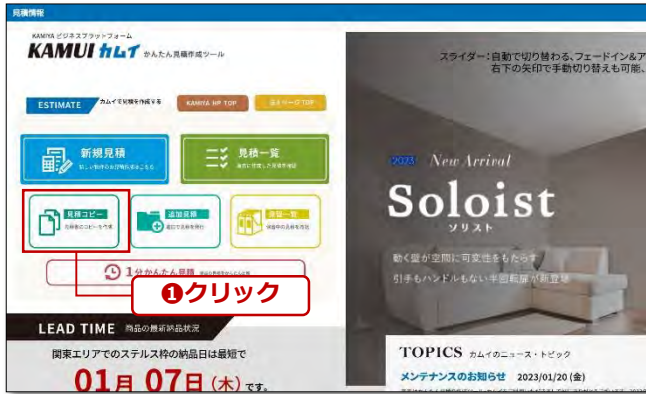 見積情報
KAMIYA ビジネスプラットフォーム
KAMUI カムイ かんたん見積作成ツール
ESTIMATE カムイで見積を作成する
KAMIYA HP TOP
新規見積
見積一覧
見積コピー
追加見積
1分かんたん見積
❶クリック
LEAD TIME 商品の最新納品状況
関東エリアでのステルス枠の納品日は最短で
01月 07日 (木) です。
スライダー:自動で切り替わる、フェードイン&ア
右下の矢印で手動切り替えも可能、
2023 New Arrival
Soloist
ソリスト
動く壁が空間に可変性をもたらす
引手もハンドルもない半回転扉が新登場
TOPICS カムイのニュース・トピック
メンテナンスのお知らせ 2023/01/20 (金)